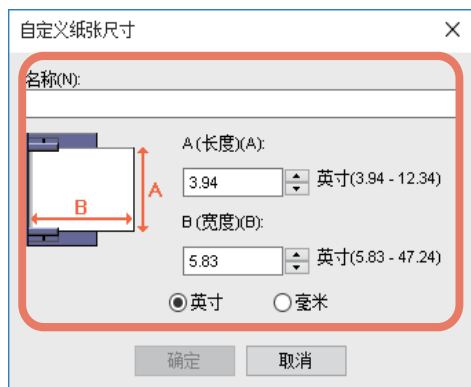 自定义纸张尺寸
名称(N):
A (长度)(A):
3.94 英寸(3.94 - 12.34)
A
B
B (宽度)(B):
5.83 英寸(5.83 - 47.24)
英寸 毫米
确定 取消